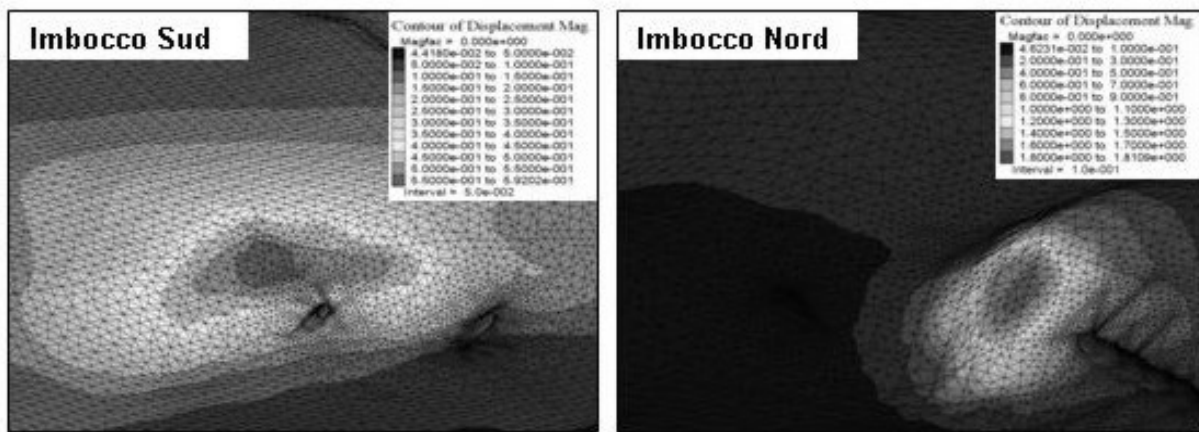 Imbocco Sud
Contour of Displacement Mag.
Magfac = 0.000e+000
4.4180e-002 to 5.0000e-002
5.0000e-002 to 1.0000e-001
1.0000e-001 to 1.5000e-001
1.5000e-001 to 2.0000e-001
2.0000e-001 to 2.5000e-001
2.5000e-001 to 3.0000e-001
3.0000e-001 to 3.5000e-001
3.5000e-001 to 4.0000e-001
4.0000e-001 to 4.5000e-001
4.5000e-001 to 5.0000e-001
5.0000e-001 to 5.5000e-001
5.5000e-001 to 5.9202e-001
Interval = 5.0e-002
Imbocco Nord
Contour of Displacement Mag.
Magfac = 0.000e+000
4.6231e-002 to 1.0000e-001
2.0000e-001 to 3.0000e-001
4.0000e-001 to 5.0000e-001
6.0000e-001 to 7.0000e-001
8.0000e-001 to 9.0000e-001
1.0000e+000 to 1.1000e+000
1.2000e+000 to 1.3000e+000
1.4000e+000 to 1.5000e+000
1.6000e+000 to 1.7000e+000
1.8000e+000 to 1.8109e+000
Interval = 1.0e-001